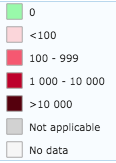 0
<100
100 - 999
1 000 - 10 000
>10 000
Not applicable
No data